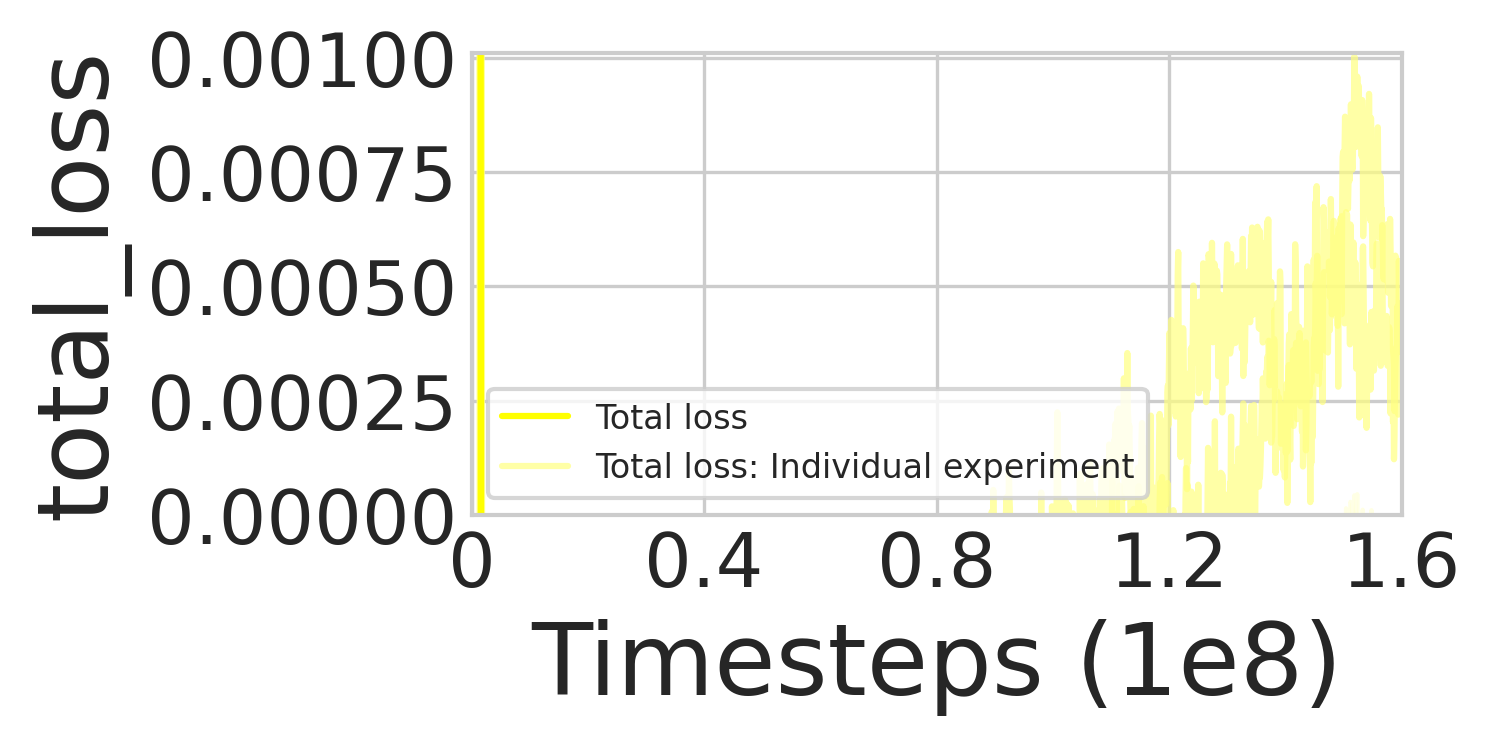 total_loss
0.00100
0.00075
0.00050
0.00025
0.00000
Total loss
Total loss: Individual experiment
0 0.4 0.8 1.2 1.6
Timesteps (1e8)